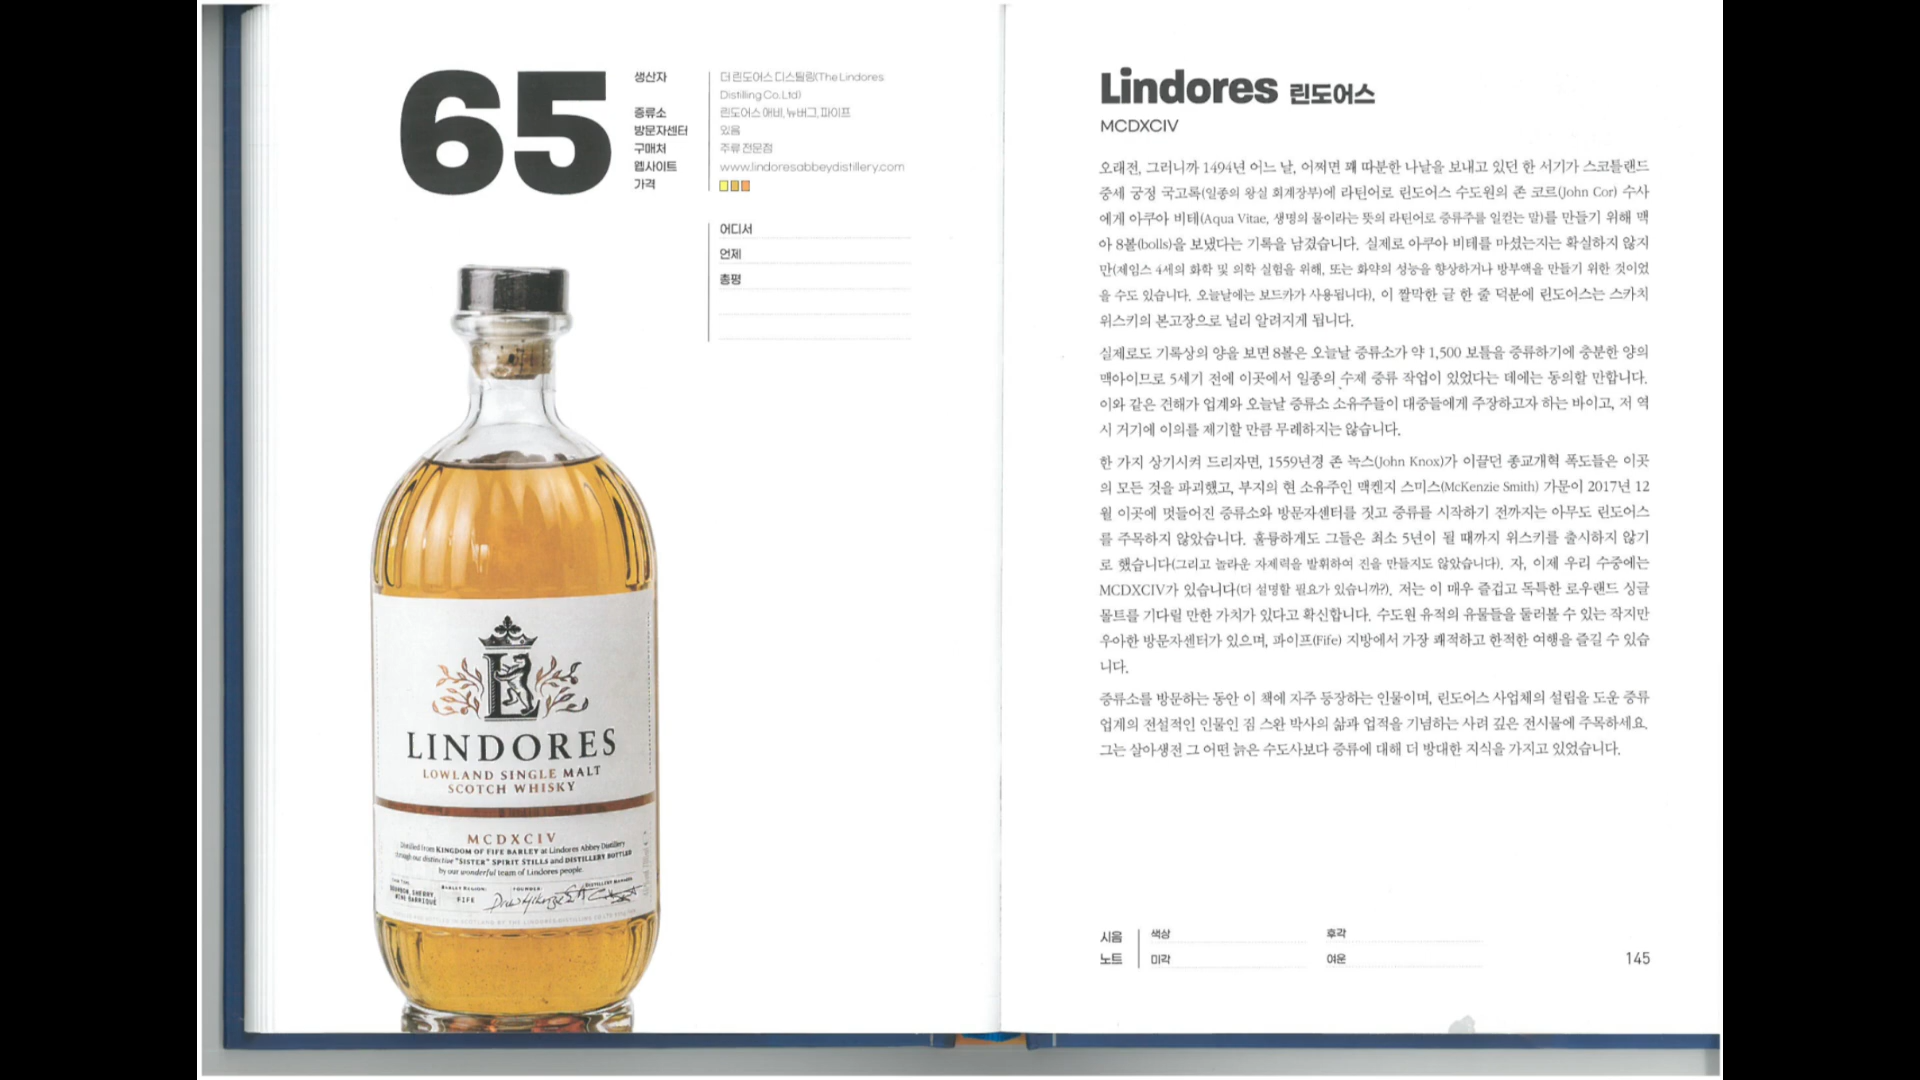 65
생산자 더 린도어스 디스틸링(The Lindores
Distilling Co.Ltd)
증류소 린도어스 애비, 뉴버그, 파이프
방문자센터 있음
구매처 주류 전문점
웹사이트 www.lindoresabbeydistillery.com
가격
어디서
언제
총평
LINDORES
LOWLAND SINGLE MALT
SCOTCH WHISKY
MCDXCIV
Distilled from KINGDOM OF FIFE BARLEY at Lindores Abbey Distillery
through our distinctive "SISTER" SPIRIT STILLS and DISTILLERY BOTTLED
by our wonderful team of Lindores people.
BARLEY REGION:
FOUNDER:
DISTILLERY MANAGER
BOURBON, SHERRY,
WINE BARRIQUE
FIFE
Lindores 린도어스
MCDXCIV
오래전, 그러니까 1494년 어느 날, 어쩌면 꽤 따분한 나날을 보내고 있던 한 서기가 스코틀랜드
중세 궁정 국고록(일종의 왕실 회계장부)에 라틴어로 린도어스 수도원의 존 코르(John Cor) 수사
에게 아쿠아 비테(Aqua Vitae, 생명의 물이라는 뜻의 라틴어로 증류주를 일컫는 말)를 만들기 위해 맥
아 8볼(bolls)을 보냈다는 기록을 남겼습니다. 실제로 아쿠아 비테를 마셨는지는 확실하지 않지
만(제임스 4세의 화학 및 의학 실험을 위해, 또는 화약의 성능을 향상하거나 방부액을 만들기 위한 것이었
을 수도 있습니다. 오늘날에는 보드카가 사용됩니다), 이 짤막한 글 한 줄 덕분에 린도어스는 스카치
위스키의 본고장으로 널리 알려지게 됩니다.
실제로도 기록상의 양을 보면 8볼은 오늘날 증류소가 약 1,500 보틀을 증류하기에 충분한 양의
맥아이므로 5세기 전에 이곳에서 일종의 수제 증류 작업이 있었다는 데에는 동의할 만합니다.
이와 같은 견해가 업계와 오늘날 증류소 소유주들이 대중들에게 주장하고자 하는 바이고, 저 역
시 거기에 이의를 제기할 만큼 무례하지는 않습니다.
한 가지 상기시켜 드리자면, 1559년경 존 녹스(John Knox)가 이끌던 종교개혁 폭도들은 이곳
의 모든 것을 파괴했고, 부지의 현 소유주인 맥켄지 스미스(McKenzie Smith) 가문이 2017년 12
월 이곳에 멋들어진 증류소와 방문자센터를 짓고 증류를 시작하기 전까지는 아무도 린도어스
를 주목하지 않았습니다. 훌륭하게도 그들은 최소 5년이 될 때까지 위스키를 출시하지 않기
로 했습니다(그리고 놀라운 자제력을 발휘하여 진을 만들지도 않았습니다). 자, 이제 우리 수중에는
MCDXCIV가 있습니다(더 설명할 필요가 있습니까?). 저는 이 매우 즐겁고 독특한 로우랜드 싱글
몰트를 기다릴 만한 가치가 있다고 확신합니다. 수도원 유적의 유물들을 둘러볼 수 있는 작지만
우아한 방문자센터가 있으며, 파이프(Fife) 지방에서 가장 쾌적하고 한적한 여행을 즐길 수 있습
니다.
증류소를 방문하는 동안 이 책에 자주 등장하는 인물이며, 린도어스 사업체의 설립을 도운 증류
업계의 전설적인 인물인 짐 스완 박사의 삶과 업적을 기념하는 사려 깊은 전시물에 주목하세요.
그는 살아생전 그 어떤 늙은 수도사보다 증류에 대해 더 방대한 지식을 가지고 있었습니다.
시음 색상 후각
노트 미각 여운
145